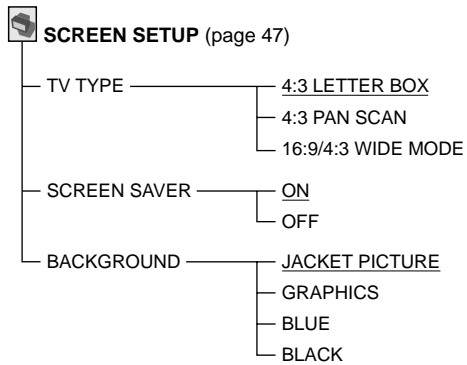 SCREEN SETUP (page 47)
TV TYPE
4:3 LETTER BOX
4:3 PAN SCAN
16:9/4:3 WIDE MODE
SCREEN SAVER
ON
OFF
BACKGROUND
JACKET PICTURE
GRAPHICS
BLUE
BLACK